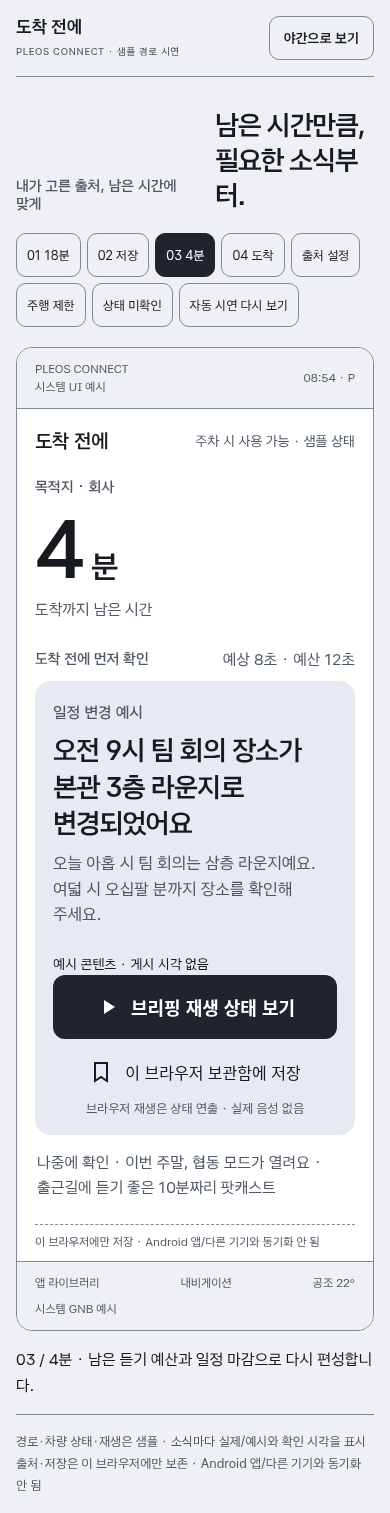 도착 전에
PLEOS CONNECT · 샘플 경로 시연
야간으로 보기
남은 시간만큼,
필요한 소식부
터.
내가 고른 출처, 남은 시간에
맞게
01 18분
02 저장
03 4분
04 도착
출처 설정
주행 제한
상태 미확인
자동 시연 다시 보기
PLEOS CONNECT
시스템 UI 예시
08:54 · P
도착 전에
주차 시 사용 가능 · 샘플 상태
목적지 · 회사
4 분
도착까지 남은 시간
도착 전에 먼저 확인
예상 8초 · 예산 12초
일정 변경 예시
오전 9시 팀 회의 장소가
본관 3층 라운지로
변경되었어요
오늘 아홉 시 팀 회의는 삼층 라운지예요.
여덟 시 오십팔 분까지 장소를 확인해
주세요.
예시 콘텐츠 · 게시 시각 없음
브리핑 재생 상태 보기
이 브라우저 보관함에 저장
브라우저 재생은 상태 연출 · 실제 음성 없음
나중에 확인 · 이번 주말, 협동 모드가 열려요 ·
출근길에 듣기 좋은 10분짜리 팟캐스트
이 브라우저에만 저장 · Android 앱/다른 기기와 동기화 안 됨
앱 라이브러리
내비게이션
공조 22°
시스템 GNB 예시
03 / 4분 · 남은 듣기 예산과 일정 마감으로 다시 편성합니
다.
경로·차량 상태·재생은 샘플 · 소식마다 실제/예시와 확인 시각을 표시
출처·저장은 이 브라우저에만 보존 · Android 앱/다른 기기와 동기화
안 됨